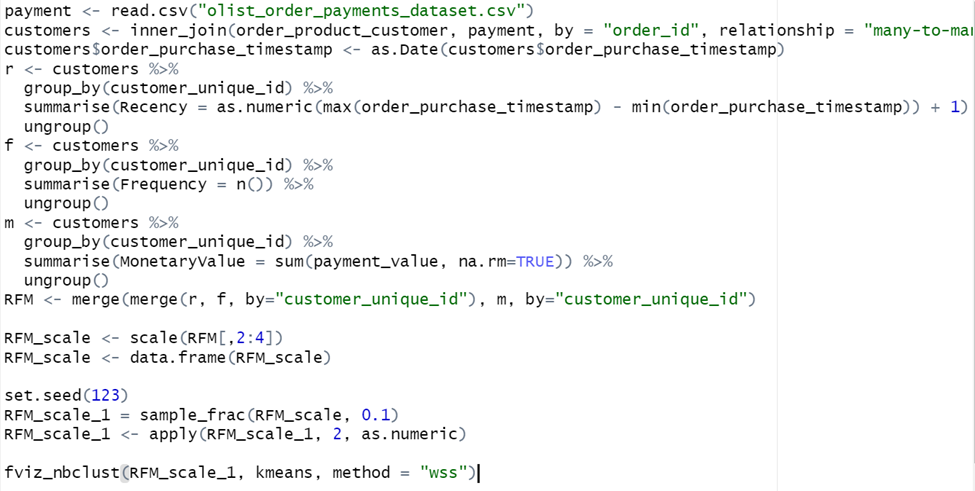 payment <- read.csv("olist_order_payments_dataset.csv")
customers <- inner_join(order_product_customer, payment, by = "order_id", relationship = "many-to-ma
customers$order_purchase_timestamp <- as.Date(customers$order_purchase_timestamp)
r <- customers %>%
  group_by(customer_unique_id) %>%
  summarise(Recency = as.numeric(max(order_purchase_timestamp) - min(order_purchase_timestamp)) + 1)
  ungroup()
f <- customers %>%
  group_by(customer_unique_id) %>%
  summarise(Frequency = n()) %>%
  ungroup()
m <- customers %>%
  group_by(customer_unique_id) %>%
  summarise(MonetaryValue = sum(payment_value, na.rm=TRUE)) %>%
  ungroup()
RFM <- merge(merge(r, f, by="customer_unique_id"), m, by="customer_unique_id")

RFM_scale <- scale(RFM[,2:4])
RFM_scale <- data.frame(RFM_scale)

set.seed(123)
RFM_scale_1 = sample_frac(RFM_scale, 0.1)
RFM_scale_1 <- apply(RFM_scale_1, 2, as.numeric)

fviz_nbclust(RFM_scale_1, kmeans, method = "wss")